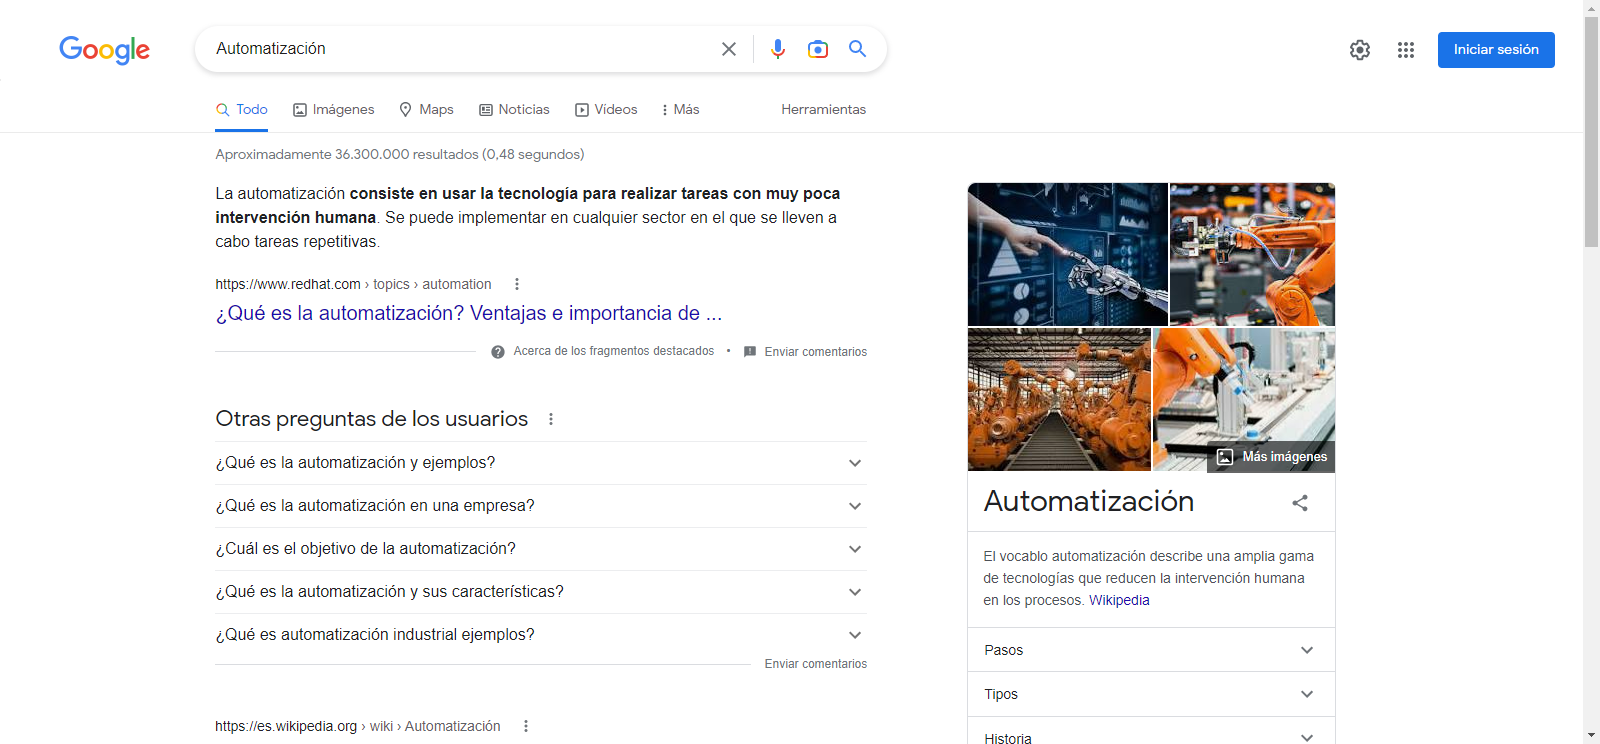 Google
Automatización
Iniciar sesión
Todo
Imágenes
Maps
Noticias
Vídeos
Más
Herramientas
Aproximadamente 36.300.000 resultados (0,48 segundos)
La automatización consiste en usar la tecnología para realizar tareas con muy poca
intervención humana. Se puede implementar en cualquier sector en el que se lleven a
cabo tareas repetitivas.
https://www.redhat.com › topics › automation
¿Qué es la automatización? Ventajas e importancia de ...
Acerca de los fragmentos destacados • Enviar comentarios
Otras preguntas de los usuarios
¿Qué es la automatización y ejemplos?
¿Qué es la automatización en una empresa?
¿Cuál es el objetivo de la automatización?
¿Qué es la automatización y sus características?
¿Qué es automatización industrial ejemplos?
Enviar comentarios
https://es.wikipedia.org › wiki › Automatización
Más imágenes
Automatización
El vocablo automatización describe una amplia gama
de tecnologías que reducen la intervención humana
en los procesos. Wikipedia
Pasos
Tipos
Historia